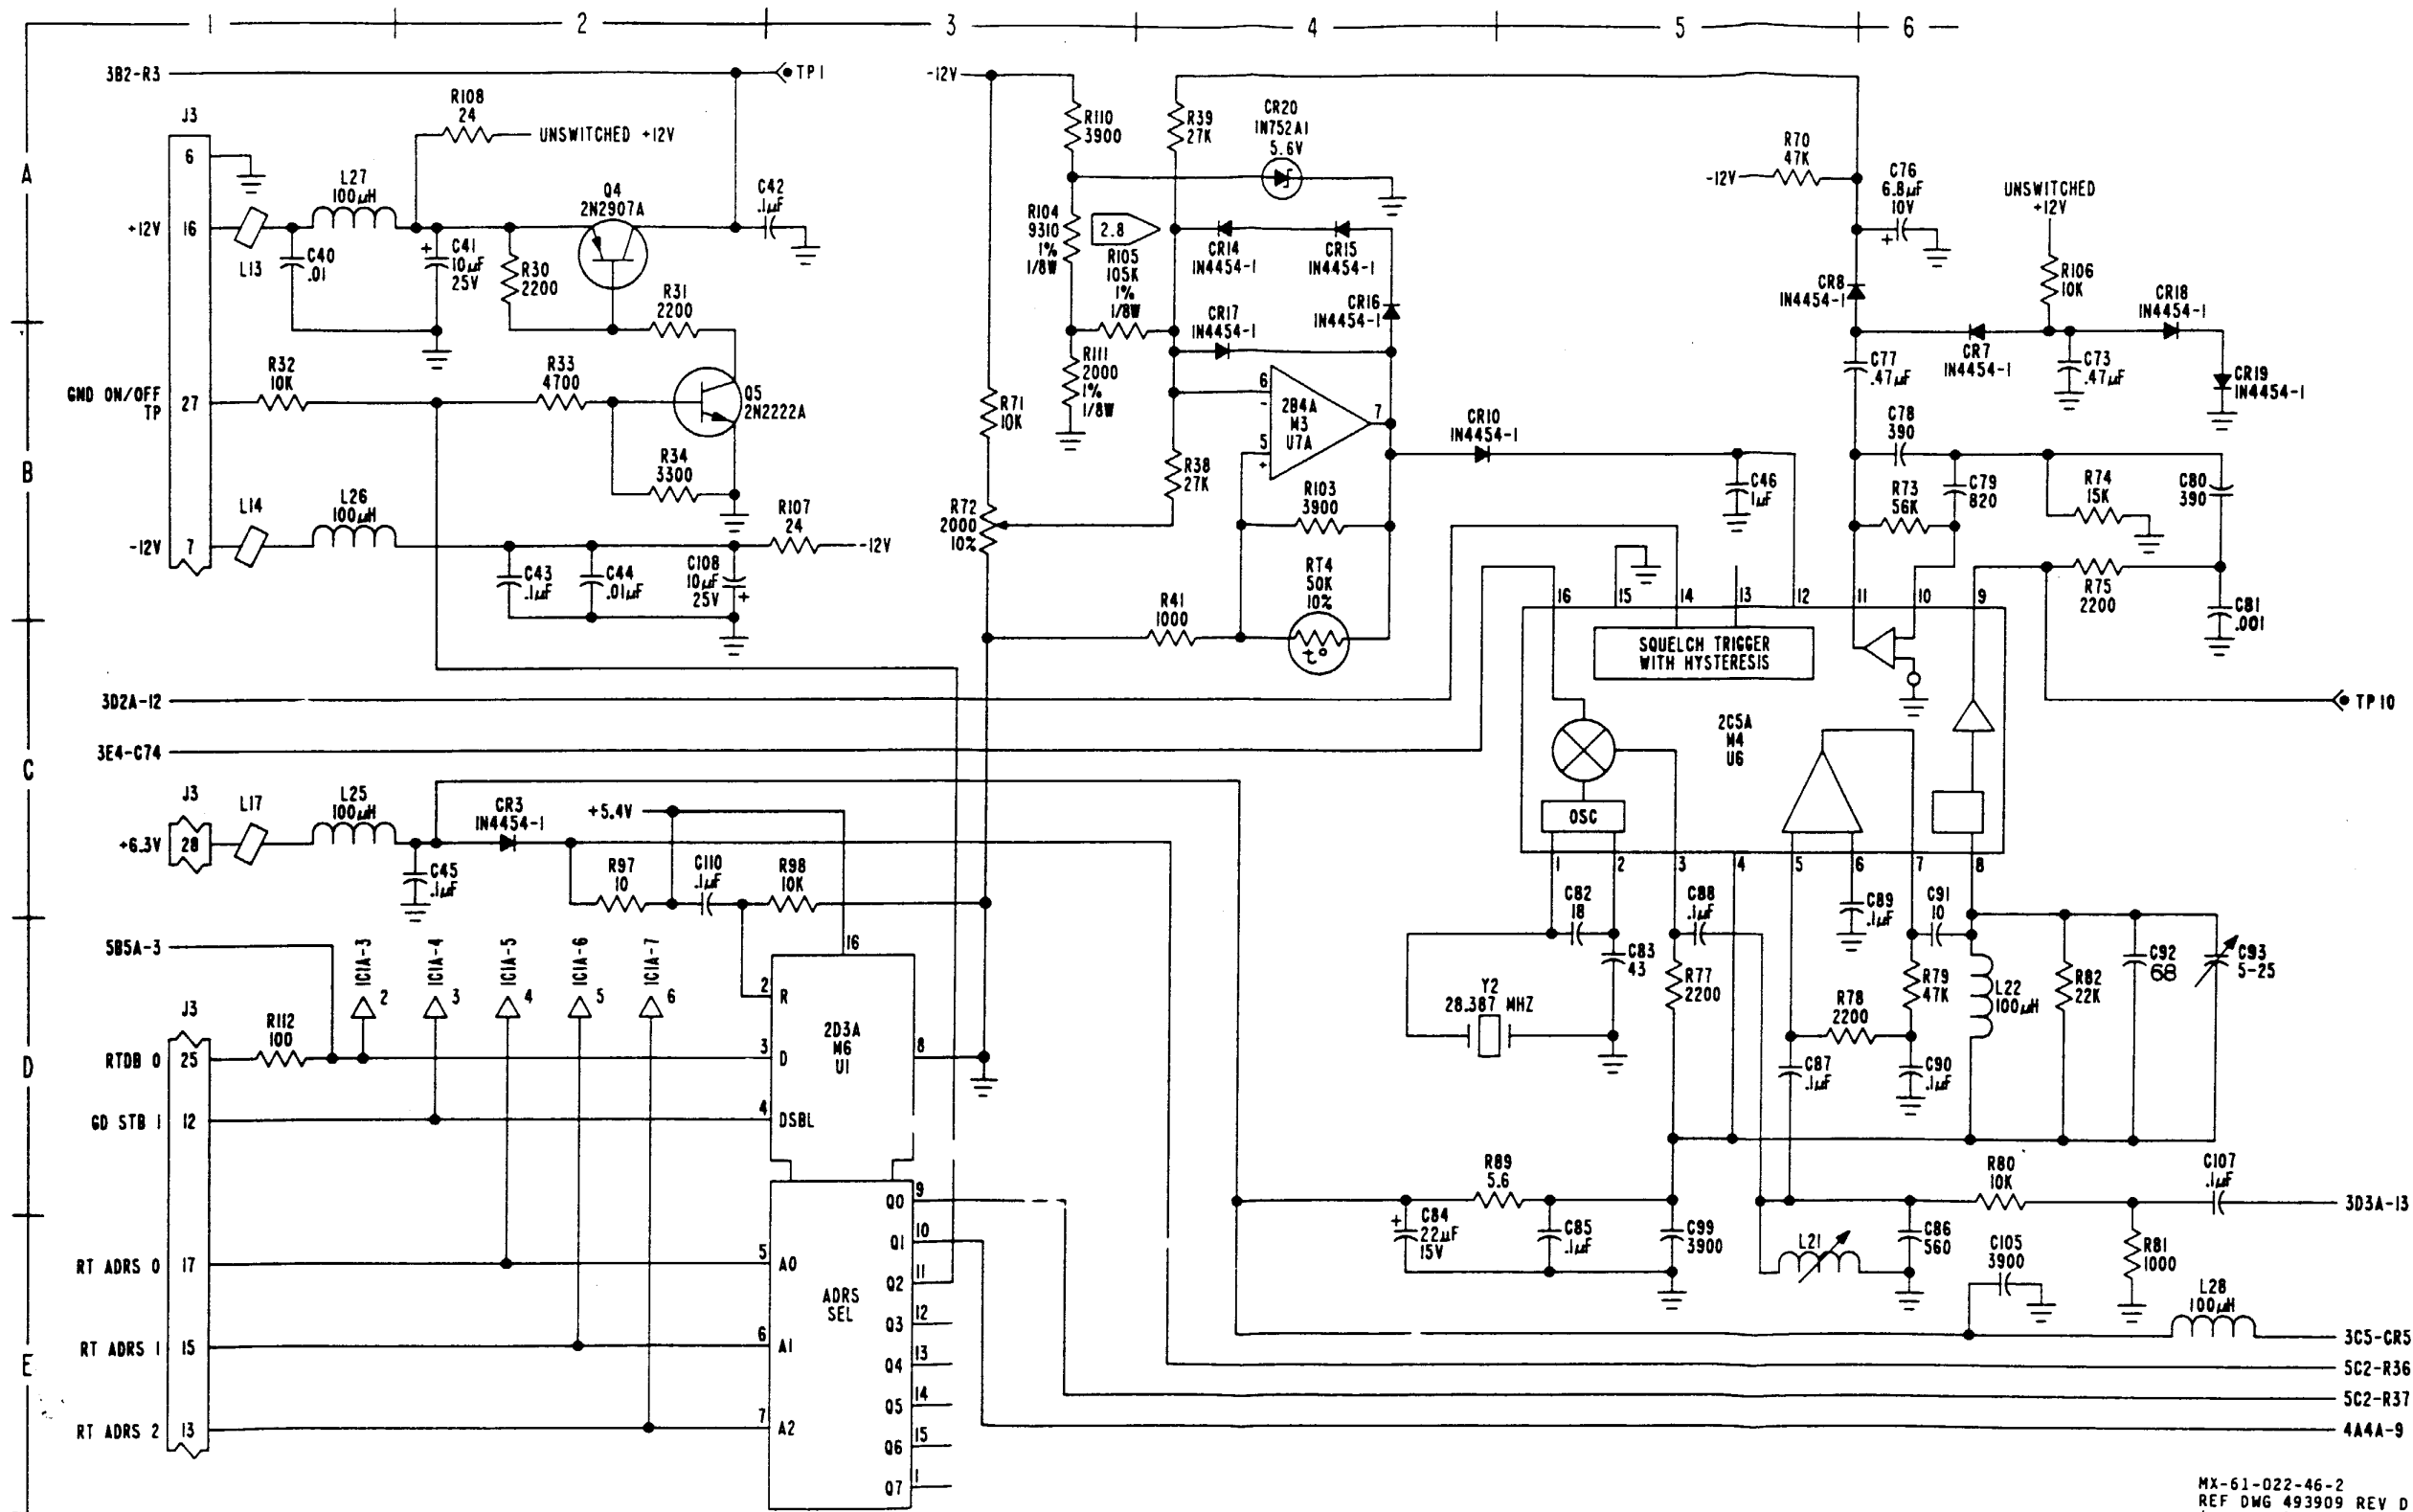 1 2 3 4 5 6
A
B
C
D
E
3B2-R3
TP1
J3
6
R108
24
UNSWITCHED +12V
+12V
16
L13
L27
100µH
C40
.01
C41
10µF
25V
+
R30
2200
Q4
2N2907A
C42
.1µF
R31
2200
GND ON/OFF
TP
27
R32
10K
R33
4700
Q5
2N2222A
R34
3300
-12V
7
L14
L26
100µH
C43
.1µF
C44
.01µF
C108
10µF
25V
+
R107
24
-12V
-12V
R110
3900
R39
27K
CR20
1N752A1
5.6V
R104
9310
1%
1/8W
2.8
R105
105K
1%
1/8W
CR14
1N4454-1
CR15
1N4454-1
CR16
1N4454-1
CR17
1N4454-1
R111
2000
1%
1/8W
R71
10K
6
-
2B4A
M3
U7A
5
+
7
R38
27K
CR10
1N4454-1
R72
2000
10%
R103
3900
RT4
50K
10%
t°
R41
1000
C46
1µF
R70
47K
-12V
C76
6.8µF
10V
+
UNSWITCHED
+12V
R106
10K
CR8
1N4454-1
CR18
1N4454-1
CR7
1N4454-1
C77
.47µF
C73
.47µF
CR19
1N4454-1
C78
390
R73
56K
C79
820
R74
15K
C80
390
R75
2200
C81
.001
16 15 14 13 12 11 10 9
SQUELCH TRIGGER
WITH HYSTERESIS
2C5A
M4
U6
OSC
1 2 3 4 5 6 7 8
TP10
3D2A-12
3E4-C74
J3
+6.3V
28
L17
L25
100µH
C45
.1µF
CR3
1N4454-1
+5.4V
R97
10
C110
.1µF
R98
10K
C82
18
C83
43
Y2
28.387 MHZ
C88
.1µF
R77
2200
C89
.1µF
C91
10
R79
47K
R78
2200
C87
.1µF
C90
.1µF
L22
100µH
R82
22K
C92
68
C93
5-25
5B5A-3
1C1A-3
2
1C1A-4
3
1C1A-5
4
1C1A-6
5
1C1A-7
6
J3
RTDB 0
25
R112
100
GD STB 1
12
RT ADRS 0
17
RT ADRS 1
15
RT ADRS 2
13
16
2
R
3
D
4
DSBL
2D3A
M6
U1
8
5
A0
6
A1
7
A2
ADRS
SEL
Q0
9
Q1
10
Q2
11
Q3
12
Q4
13
Q5
14
Q6
15
Q7
1
C84
22µF
15V
+
R89
5.6
C85
.1µF
C99
3900
L21
C86
560
R80
10K
C107
.1µF
R81
1000
C105
3900
L28
100µH
3D3A-13
3C5-CR5
5C2-R36
5C2-R37
4A4A-9
MX-61-022-46-2
REF DWG 493909 REV D